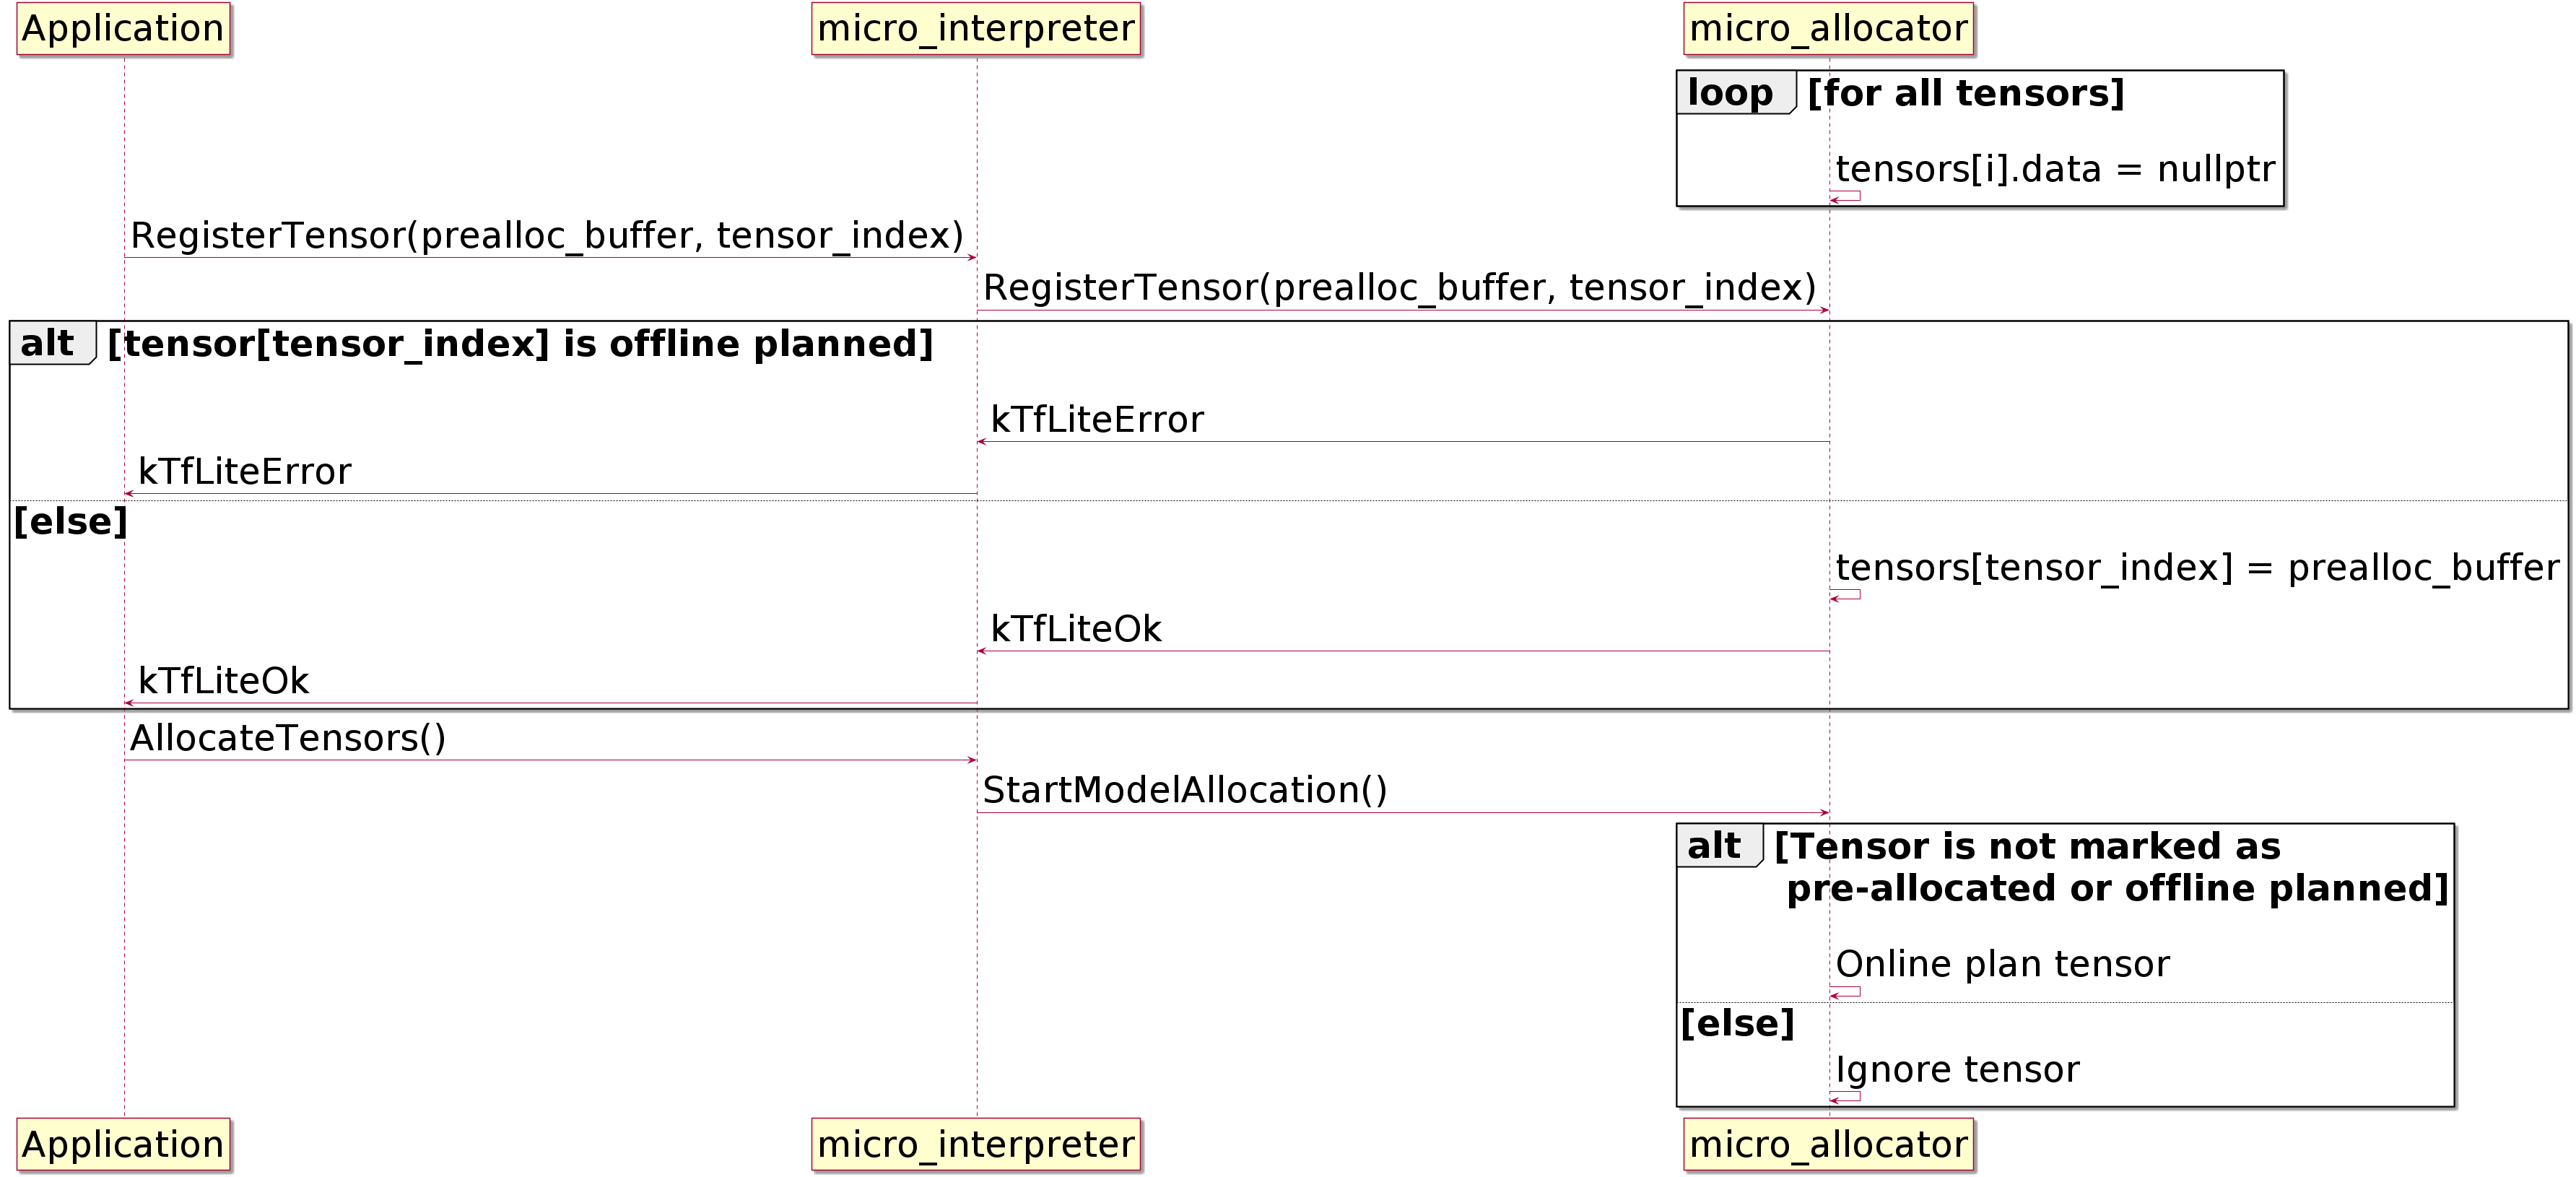 Application
micro_interpreter
micro_allocator
loop
[for all tensors]
tensors[i].data = nullptr
RegisterTensor(prealloc_buffer, tensor_index)
RegisterTensor(prealloc_buffer, tensor_index)
alt
[tensor[tensor_index] is offline planned]
kTfLiteError
kTfLiteError
[else]
tensors[tensor_index] = prealloc_buffer
kTfLiteOk
kTfLiteOk
AllocateTensors()
StartModelAllocation()
alt
[Tensor is not marked as
pre-allocated or offline planned]
Online plan tensor
[else]
Ignore tensor
Application
micro_interpreter
micro_allocator